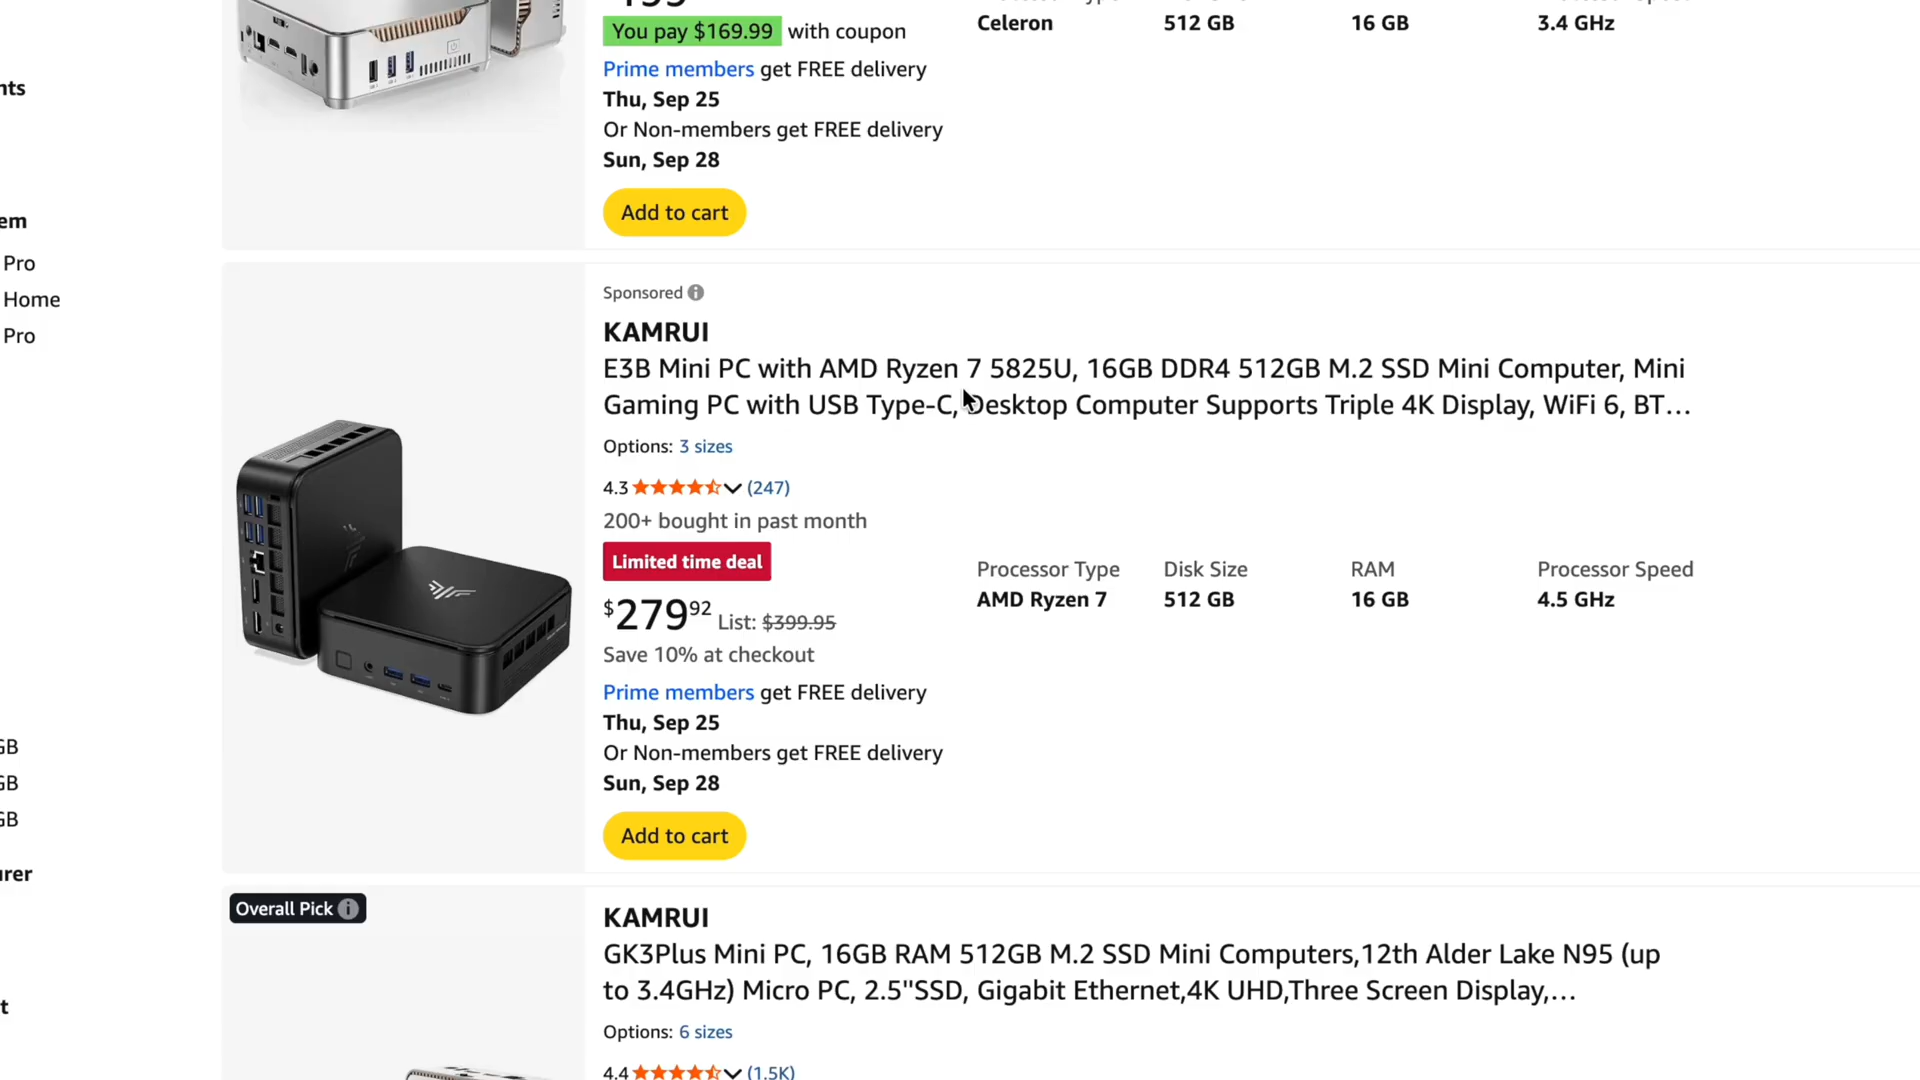 You pay $169.99 with coupon
Prime members get FREE delivery
Thu, Sep 25
Or Non-members get FREE delivery
Sun, Sep 28
Add to cart
Celeron
512 GB
16 GB
3.4 GHz
nts
em
Pro
Home
Pro
GB
GB
GB
urer
t
Sponsored
KAMRUI
E3B Mini PC with AMD Ryzen 7 5825U, 16GB DDR4 512GB M.2 SSD Mini Computer, Mini
Gaming PC with USB Type-C, Desktop Computer Supports Triple 4K Display, WiFi 6, BT…
Options: 3 sizes
4.3 (247)
200+ bought in past month
Limited time deal
$279.92 List: $399.95
Save 10% at checkout
Prime members get FREE delivery
Thu, Sep 25
Or Non-members get FREE delivery
Sun, Sep 28
Add to cart
Processor Type
AMD Ryzen 7
Disk Size
512 GB
RAM
16 GB
Processor Speed
4.5 GHz
Overall Pick
KAMRUI
GK3Plus Mini PC, 16GB RAM 512GB M.2 SSD Mini Computers,12th Alder Lake N95 (up
to 3.4GHz) Micro PC, 2.5"SSD, Gigabit Ethernet,4K UHD,Three Screen Display,…
Options: 6 sizes
4.4 (1.5K)